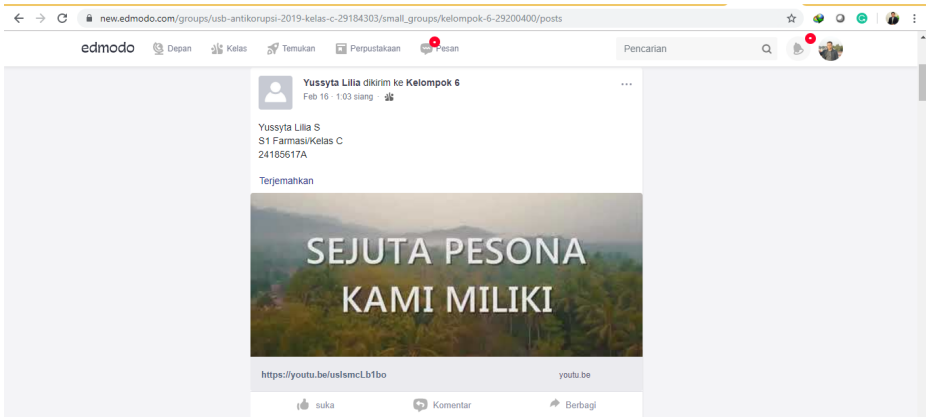 new.edmodo.com/groups/usb-antikorupsi-2019-kelas-c-29184303/small_groups/kelompok-6-29200400/posts
edmodo Depan Kelas Temukan Perpustakaan Pesan Pencarian
Yussyta Lilia dikirim ke Kelompok 6
Feb 16 · 1:03 siang ·
Yussyta Lilia S
S1 Farmasi/Kelas C
24185617A
Terjemahkan
SEJUTA PESONA
KAMI MILIKI
https://youtu.be/uslsmcLb1bo youtu.be
suka Komentar Berbagi